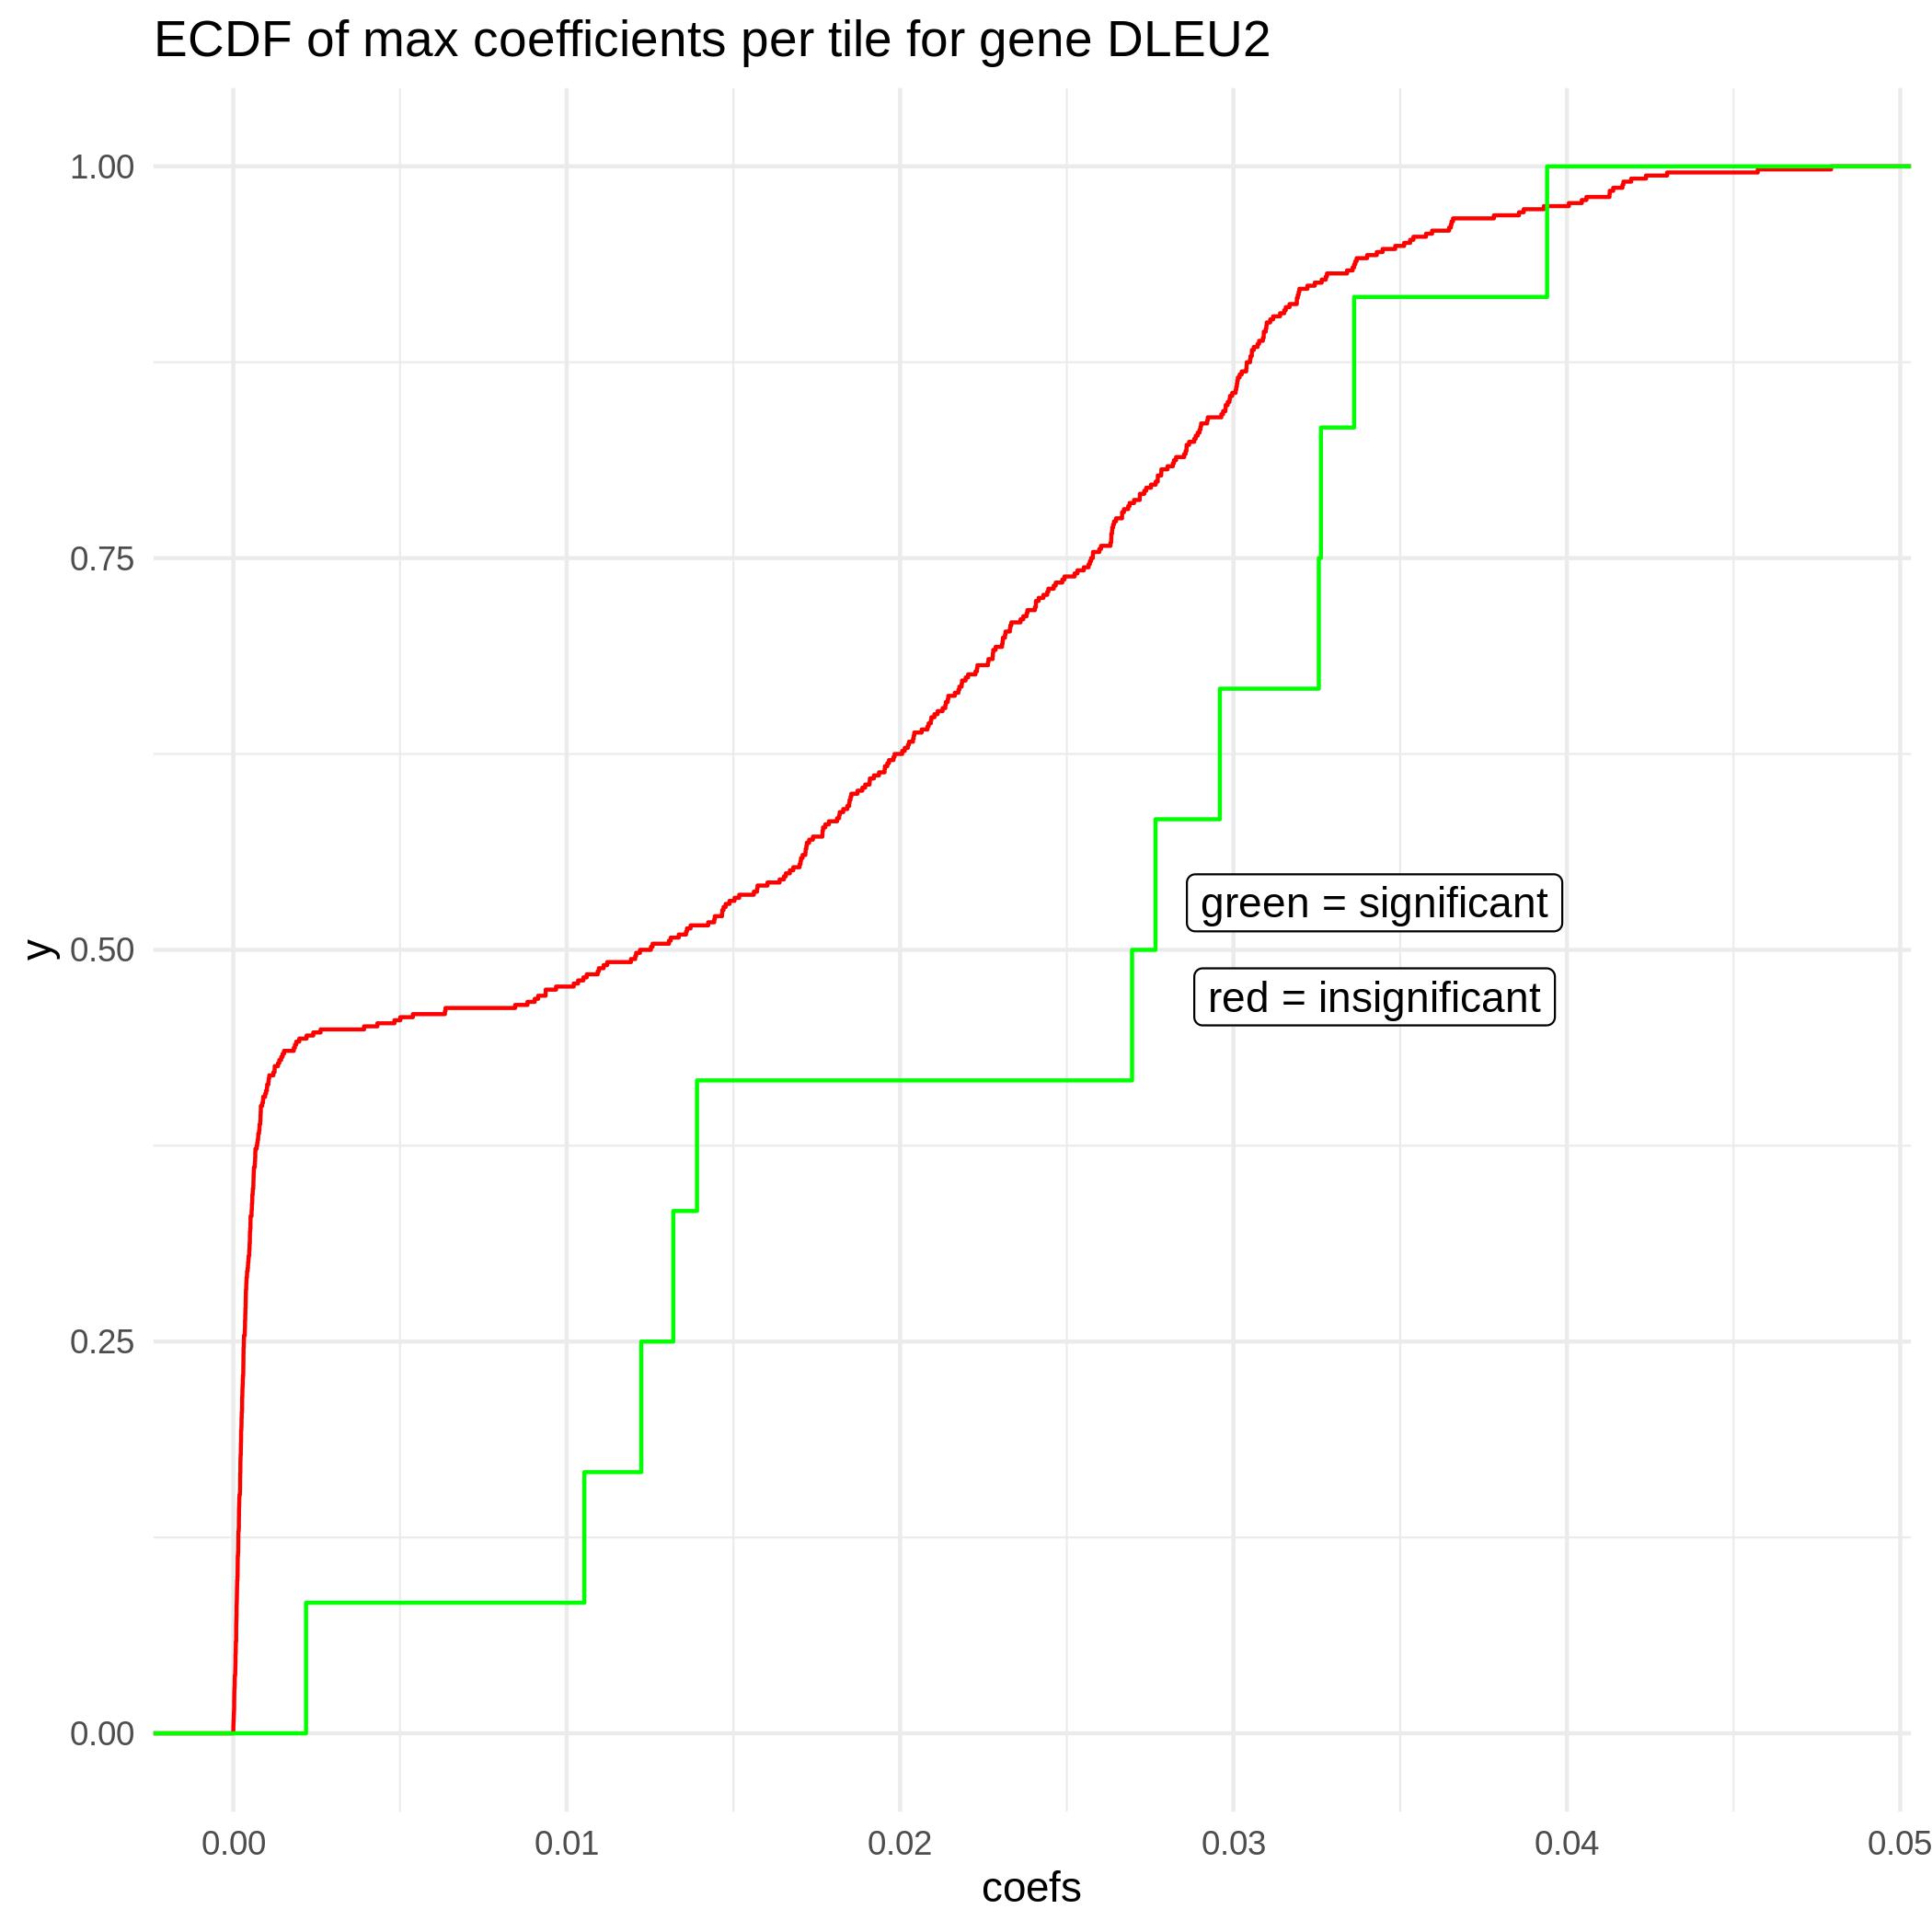 ECDF of max coefficients per tile for gene DLEU2
1.00
0.75
0.50
0.25
0.00
y
green = significant
red = insignificant
0.00 0.01 0.02 0.03 0.04 0.05
coefs